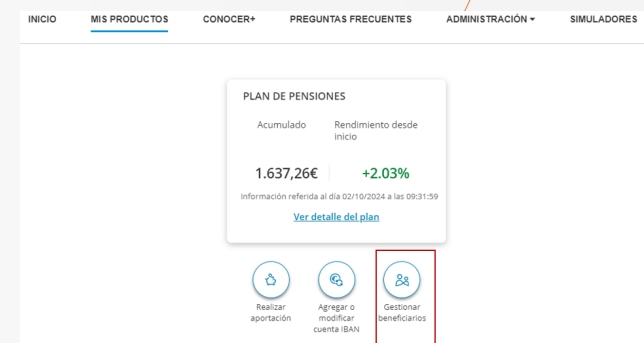 INICIO MIS PRODUCTOS CONOCER+ PREGUNTAS FRECUENTES ADMINISTRACIÓN SIMULADORES
PLAN DE PENSIONES
Acumulado Rendimiento desde
inicio
1.637,26€ +2.03%
Información referida al día 02/10/2024 a las 09:31:59
Ver detalle del plan
Realizar Agregar o Gestionar
aportación modificar beneficiarios
cuenta IBAN